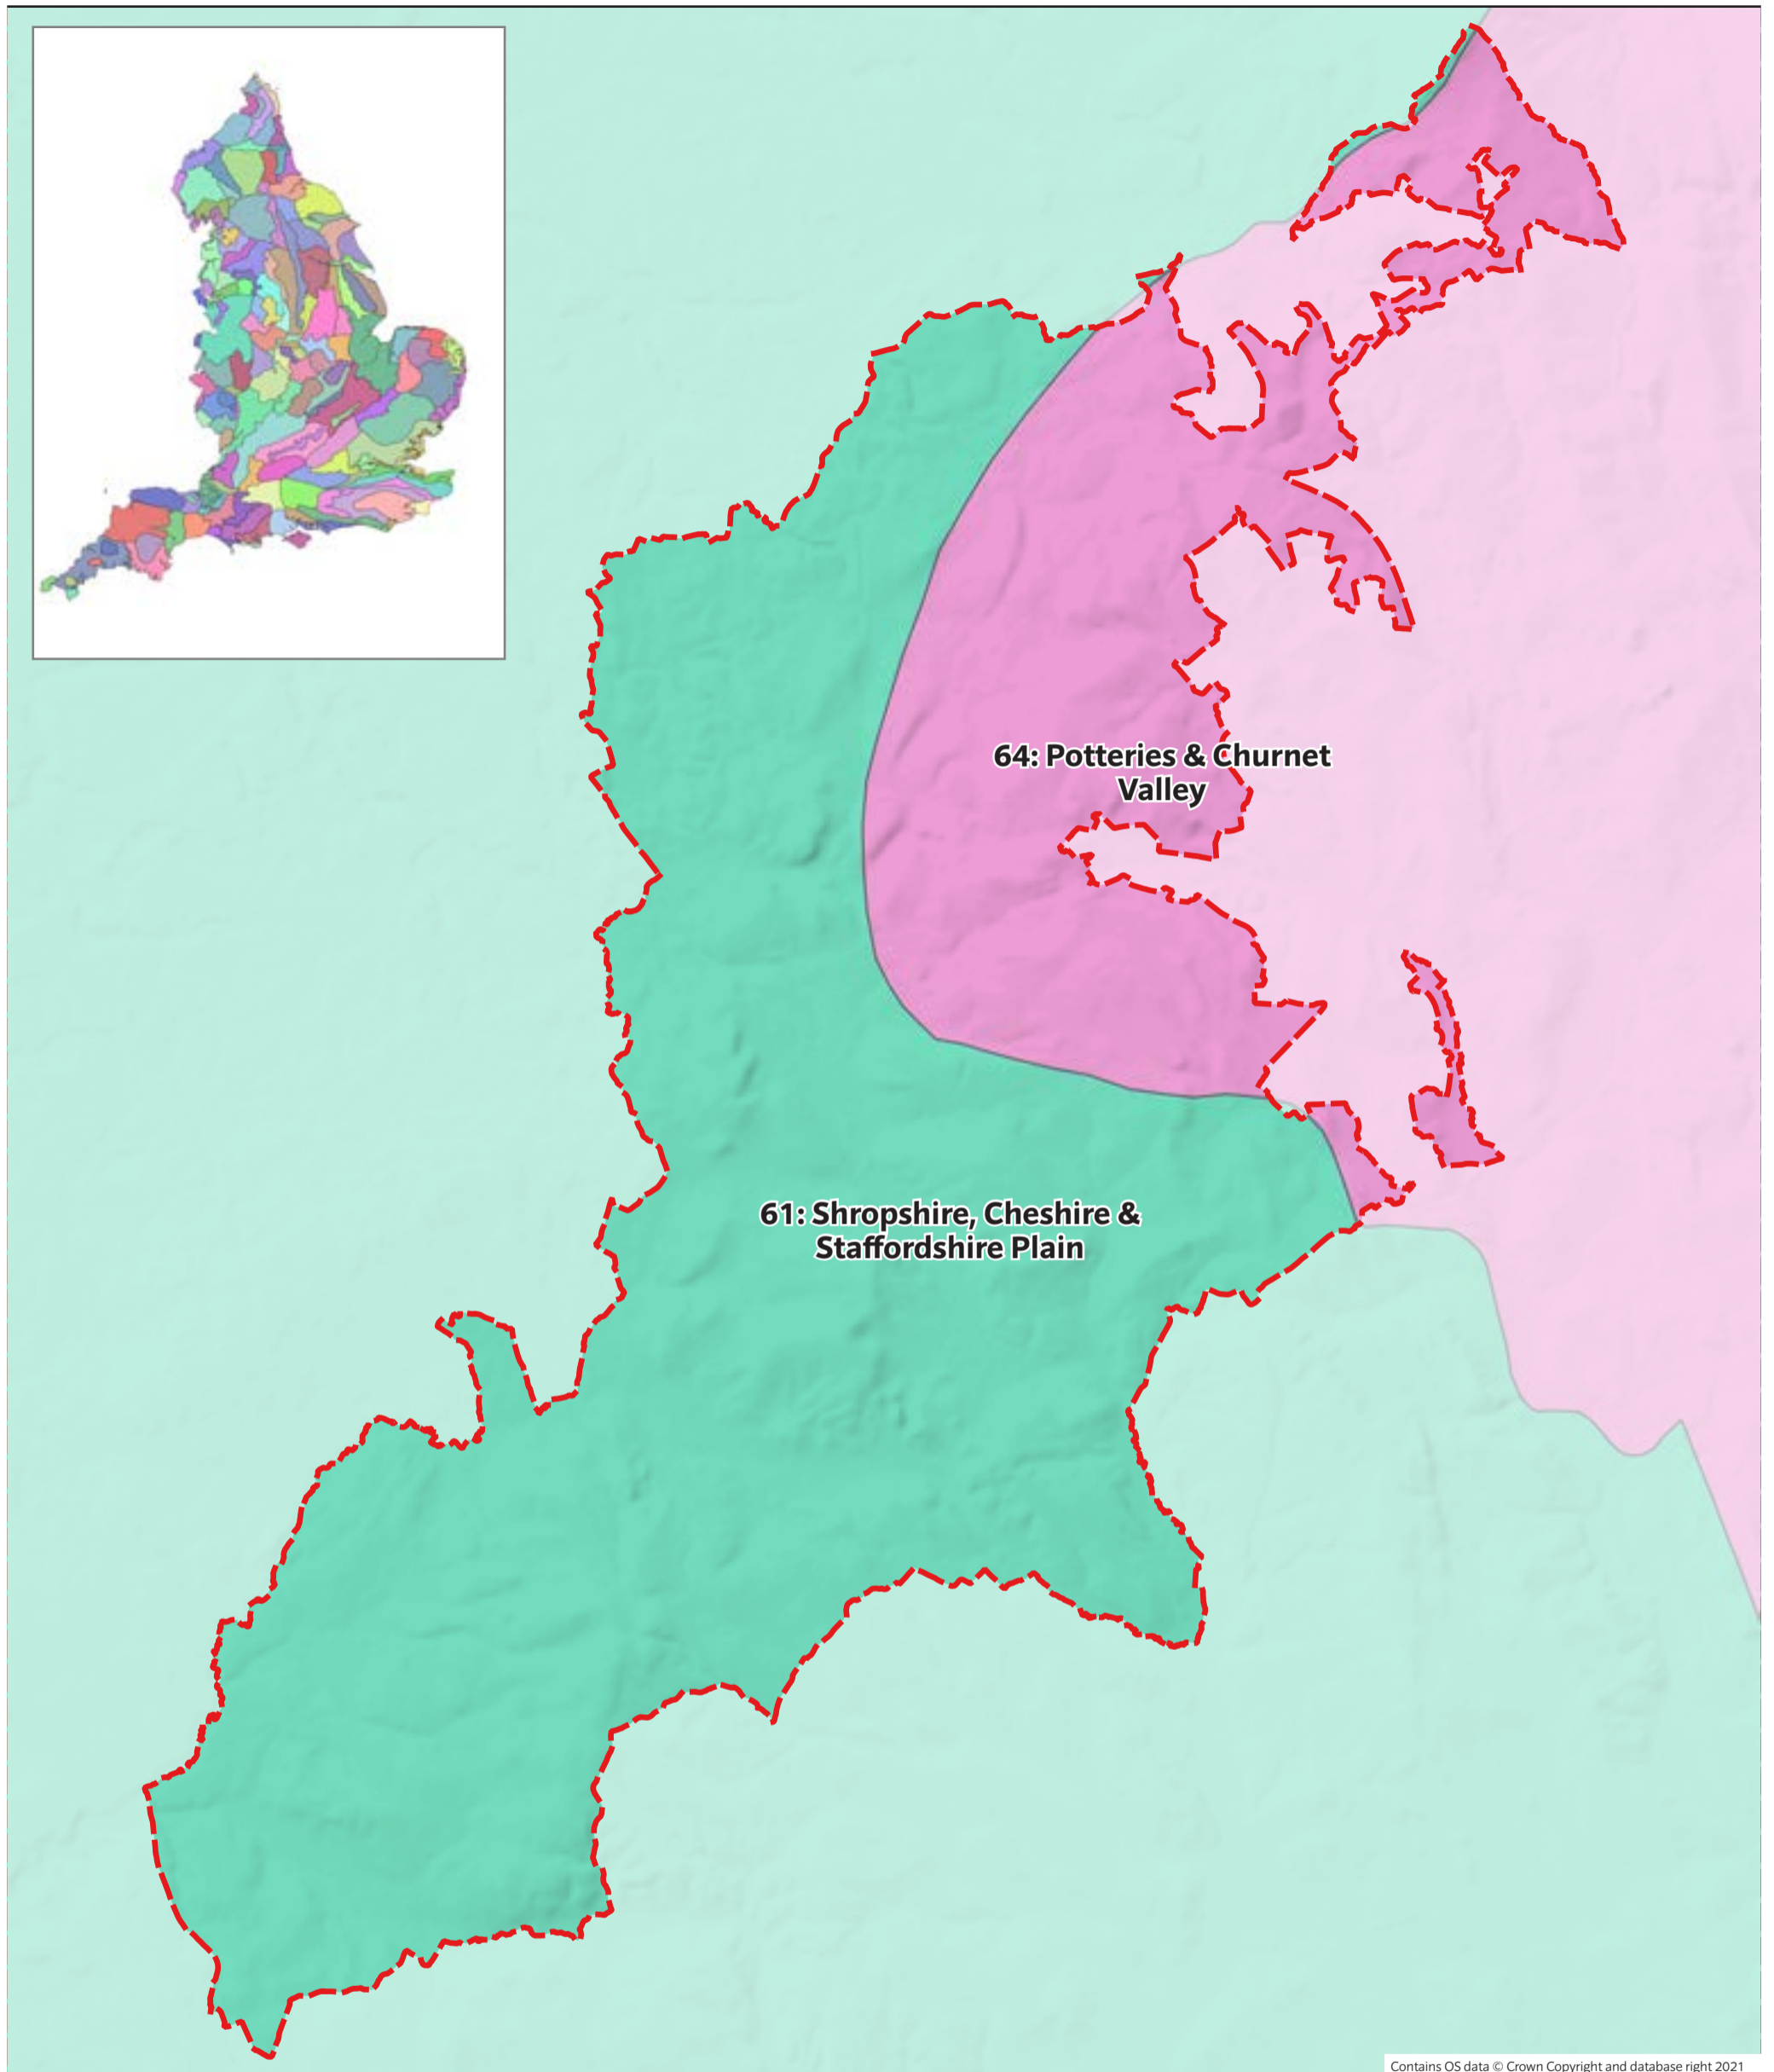 64: Potteries & Churnet
Valley
61: Shropshire, Cheshire &
Staffordshire Plain
Contains OS data © Crown Copyright and database right 2021